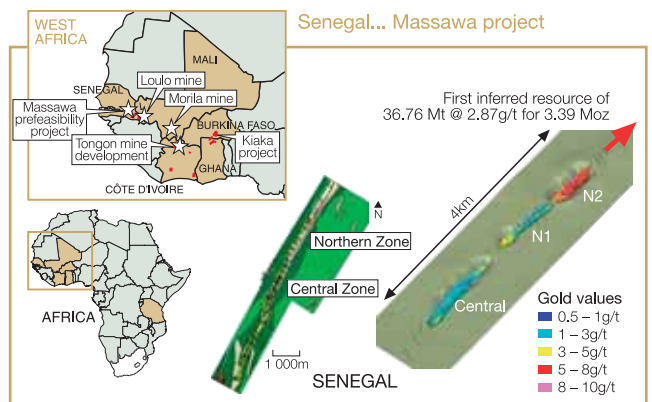 Senegal... Massawa project
WEST
AFRICA
MALI
SENEGAL
Loulo mine
Massawa
prefeasibility
project
Morila mine
BURKINA FASO
Tongon mine
development
Kiaka
project
GHANA
CÔTE D'IVOIRE
AFRICA
First inferred resource of
36.76 Mt @ 2.87g/t for 3.39 Moz
4km
N
Northern Zone
Central Zone
1 000m
SENEGAL
N2
N1
Central
Gold values
0.5 – 1g/t
1 – 3g/t
3 – 5g/t
5 – 8g/t
8 – 10g/t